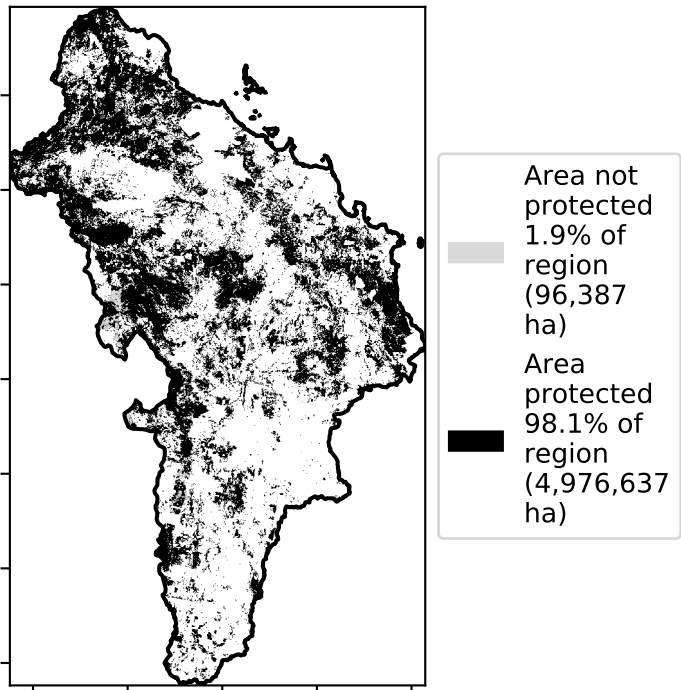 Area not
protected
1.9% of
region
(96,387
ha)
Area
protected
98.1% of
region
(4,976,637
ha)